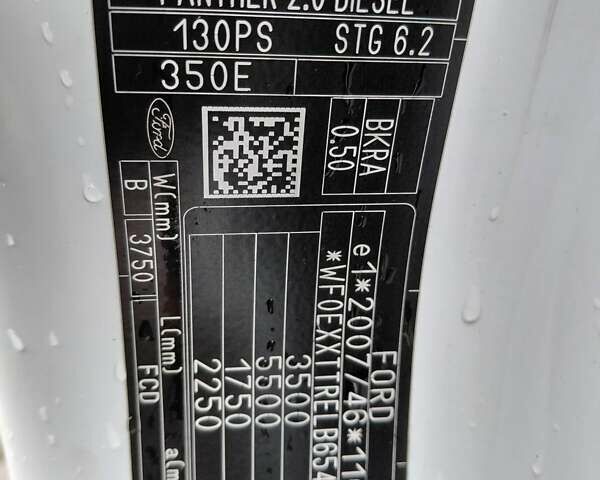 PANTHER 2.0 DIESEL
130PS STG 6.2
350E
Ford
BKRA
0.50
FORD
e1*2007/46*11
*WF0EXXTTRELB654
3500
5500
1750
2250
W(mm) L(mm) a(m
B 3750 FCD